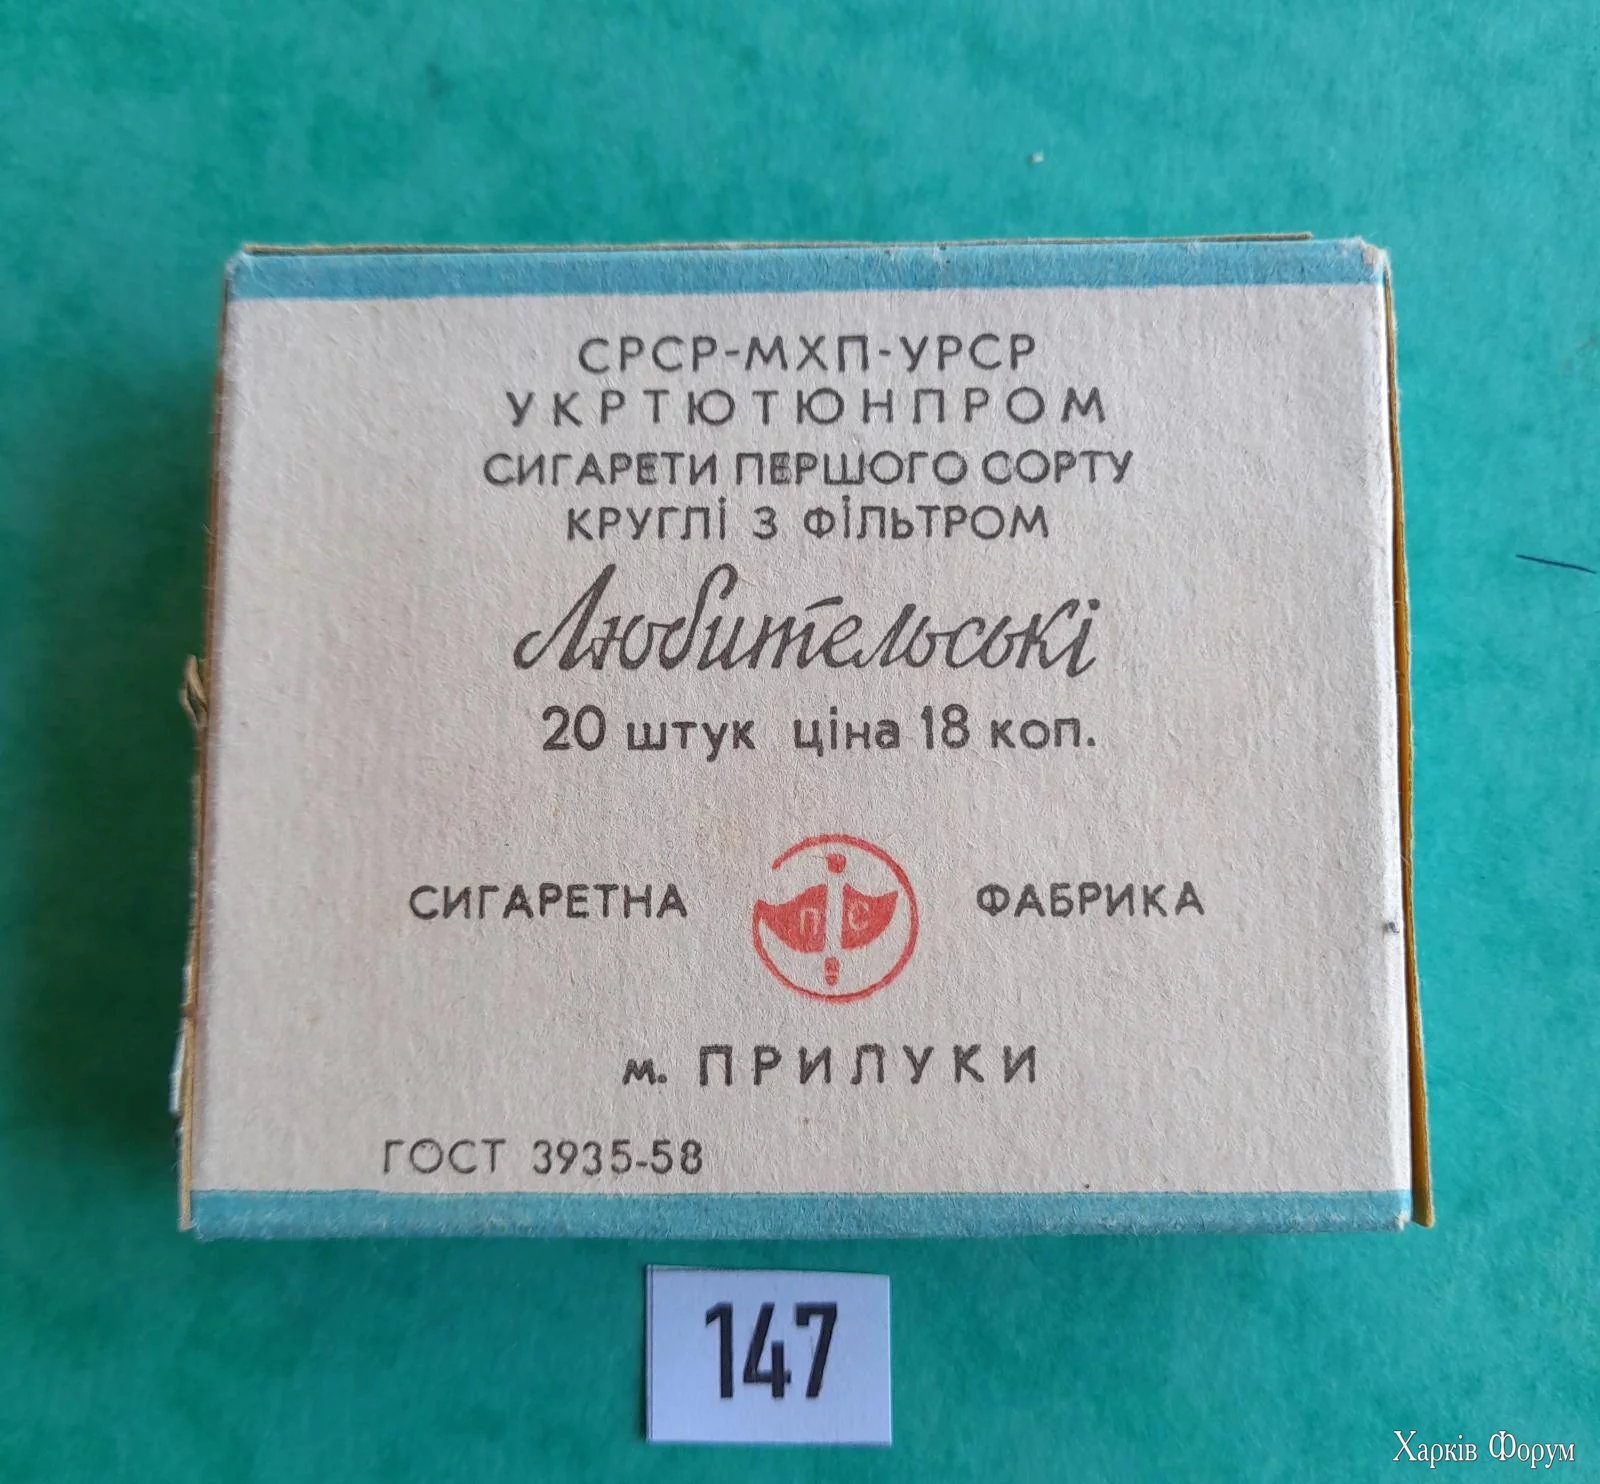 СРСР-МХП-УРСР
УКРТЮТЮНПРОМ
СИГАРЕТИ ПЕРШОГО СОРТУ
КРУГЛІ З ФІЛЬТРОМ
Любительські
20 штук ціна 18 коп.
СИГАРЕТНА ПС ФАБРИКА
м. ПРИЛУКИ
ГОСТ 3935-58
147
Харків Форум